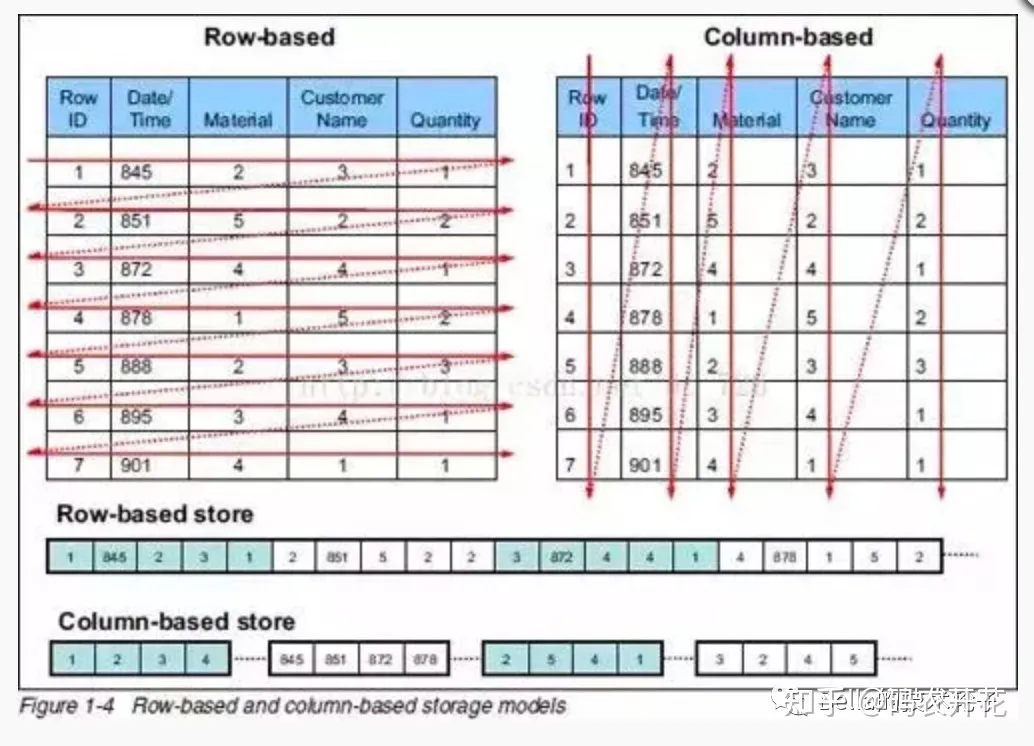 Row-based
Row ID Date/Time Material Customer Name Quantity
1 845 2 3 1
2 851 5 2 2
3 872 4 4 1
4 878 1 5 2
5 888 2 3 3
6 895 3 4 1
7 901 4 1 1
Column-based
Row ID Date/Time Material Customer Name Quantity
1 845 2 3 1
2 851 5 2 2
3 872 4 4 1
4 878 1 5 2
5 888 2 3 3
6 895 3 4 1
7 901 4 1 1
Row-based store
1 845 2 3 1 2 851 5 2 2 3 872 4 4 1 4 878 1 5 2
Column-based store
1 2 3 4 845 851 872 878 2 5 4 1 3 2 4 5
Figure 1-4 Row-based and column-based storage models
知乎